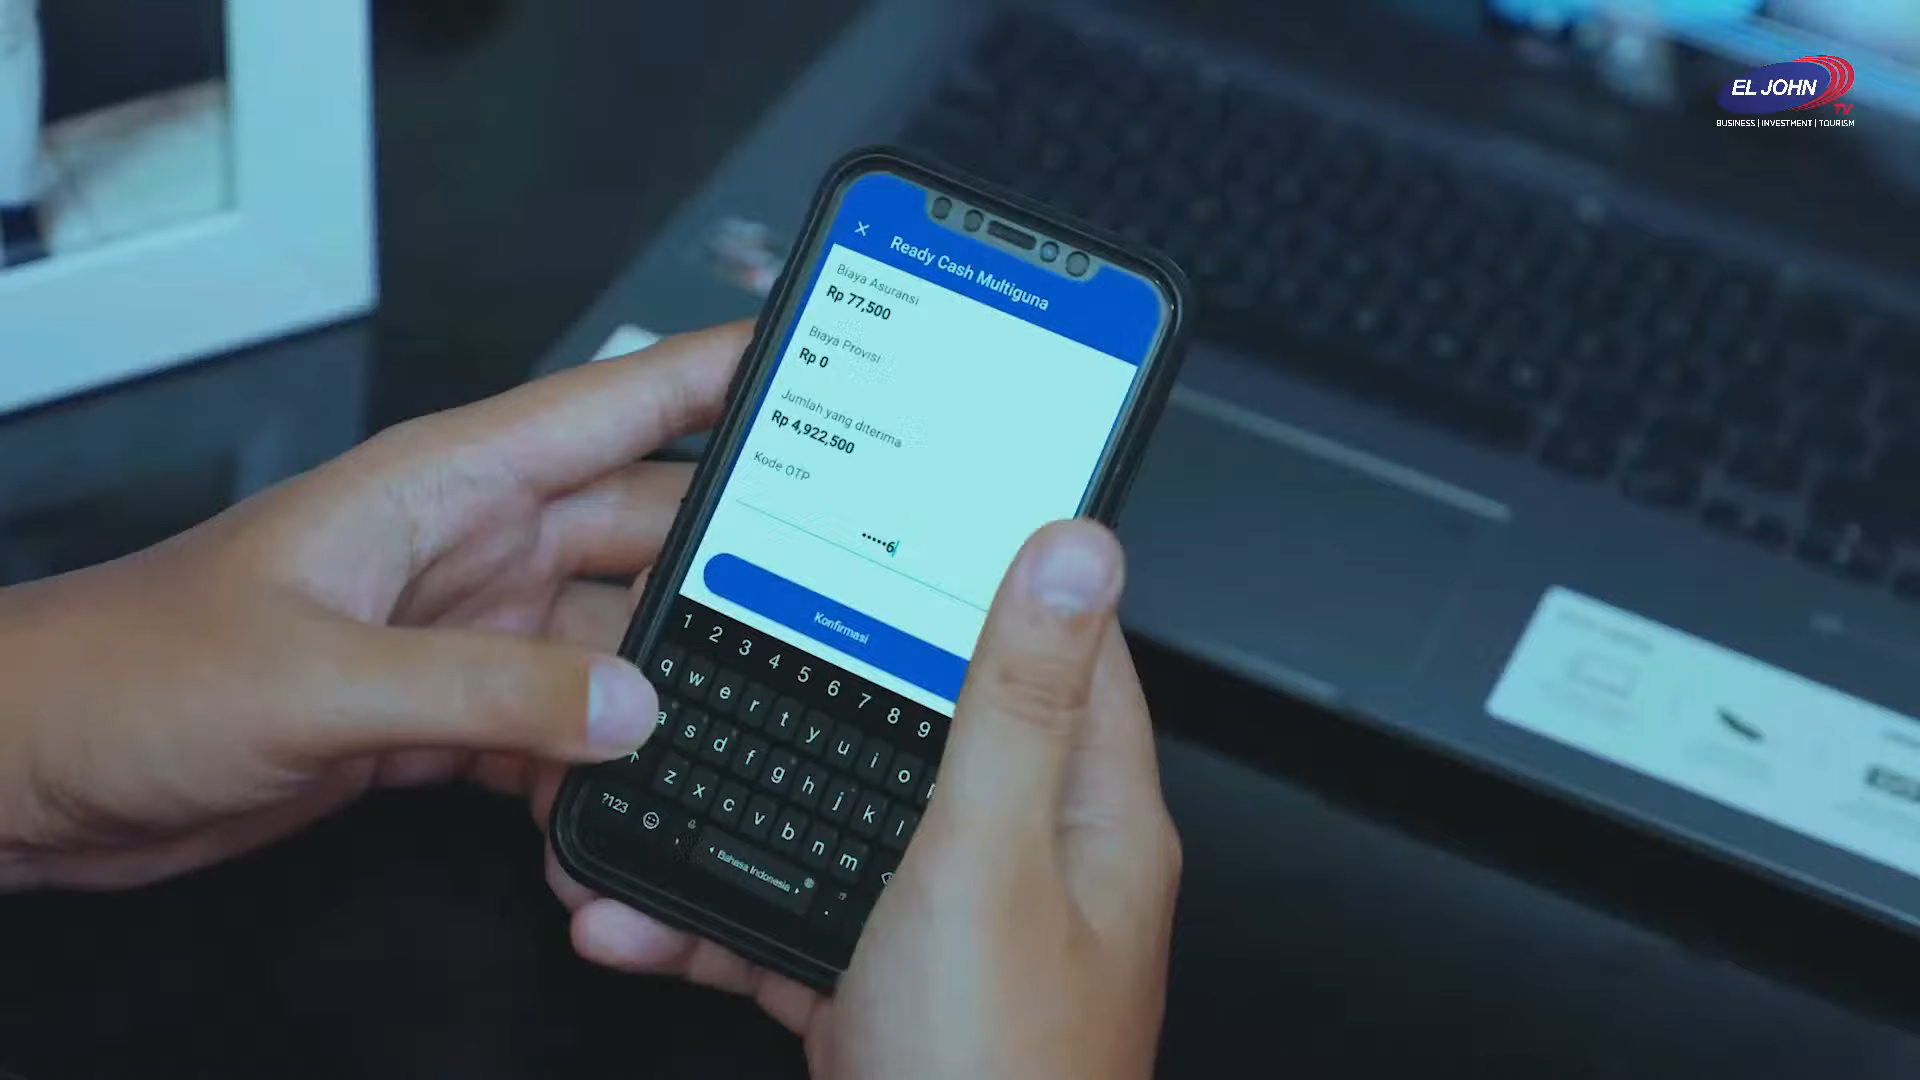 EL JOHN
TV
BUSINESS | INVESTMENT | TOURISM
Ready Cash Multiguna
Biaya Asuransi
Rp 77,500
Biaya Provisi
Rp 0
Jumlah yang diterima
Rp 4,922,500
Kode OTP
•••••6
Konfirmasi
1 2 3 4 5 6 7 8 9
q w e r t y u i o p
a s d f g h j k l
z x c v b n m
?123
Bahasa Indonesia